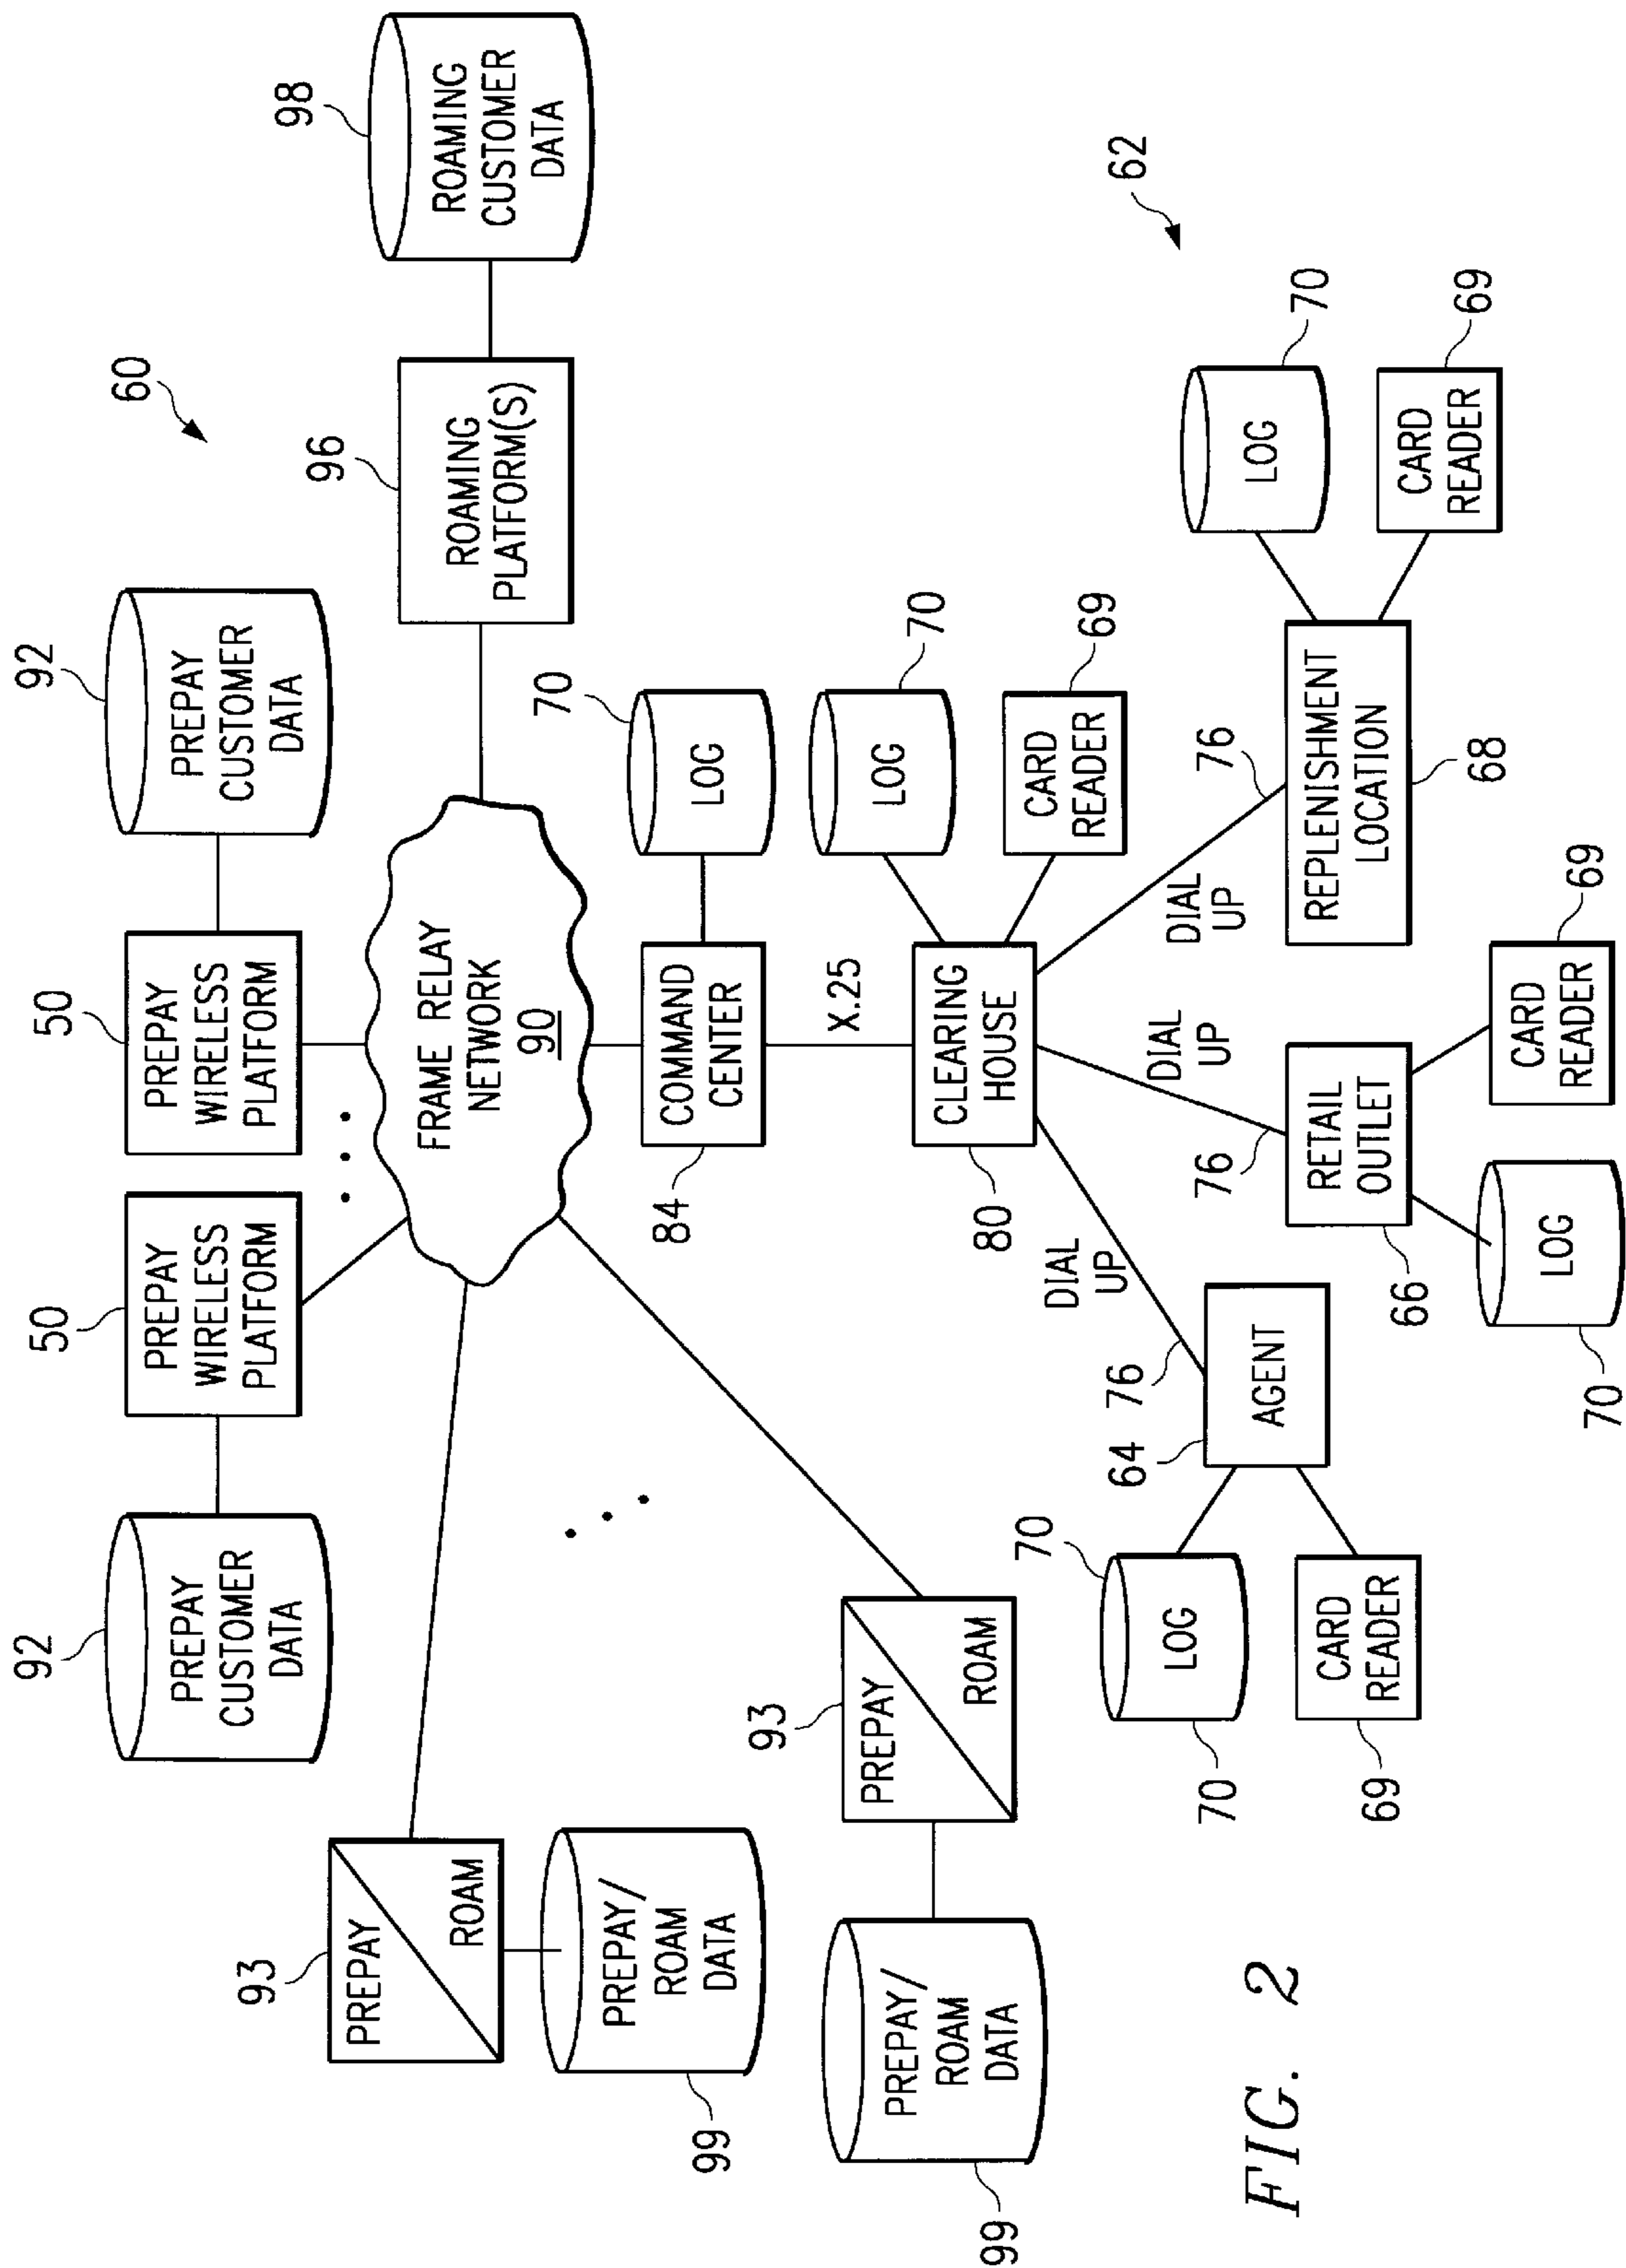 60
92
50
50
92
PREPAY
CUSTOMER
DATA
PREPAY
WIRELESS
PLATFORM
PREPAY
WIRELESS
PLATFORM
PREPAY
CUSTOMER
DATA
93
PREPAY
ROAM
FRAME RELAY
NETWORK
90
96
ROAMING
PLATFORM(S)
98
ROAMING
CUSTOMER
DATA
99
PREPAY/
ROAM
DATA
84
COMMAND
CENTER
70
LOG
93
PREPAY
ROAM
99
PREPAY/
ROAM
DATA
X.25
80
CLEARING
HOUSE
70
LOG
69
CARD
READER
62
DIAL
UP
DIAL
UP
DIAL
UP
76
76
76
70
LOG
70
64
AGENT
69
CARD
READER
66
RETAIL
OUTLET
70
LOG
69
CARD
READER
68
REPLENISHMENT
LOCATION
70
LOG
69
CARD
READER
FIG. 2